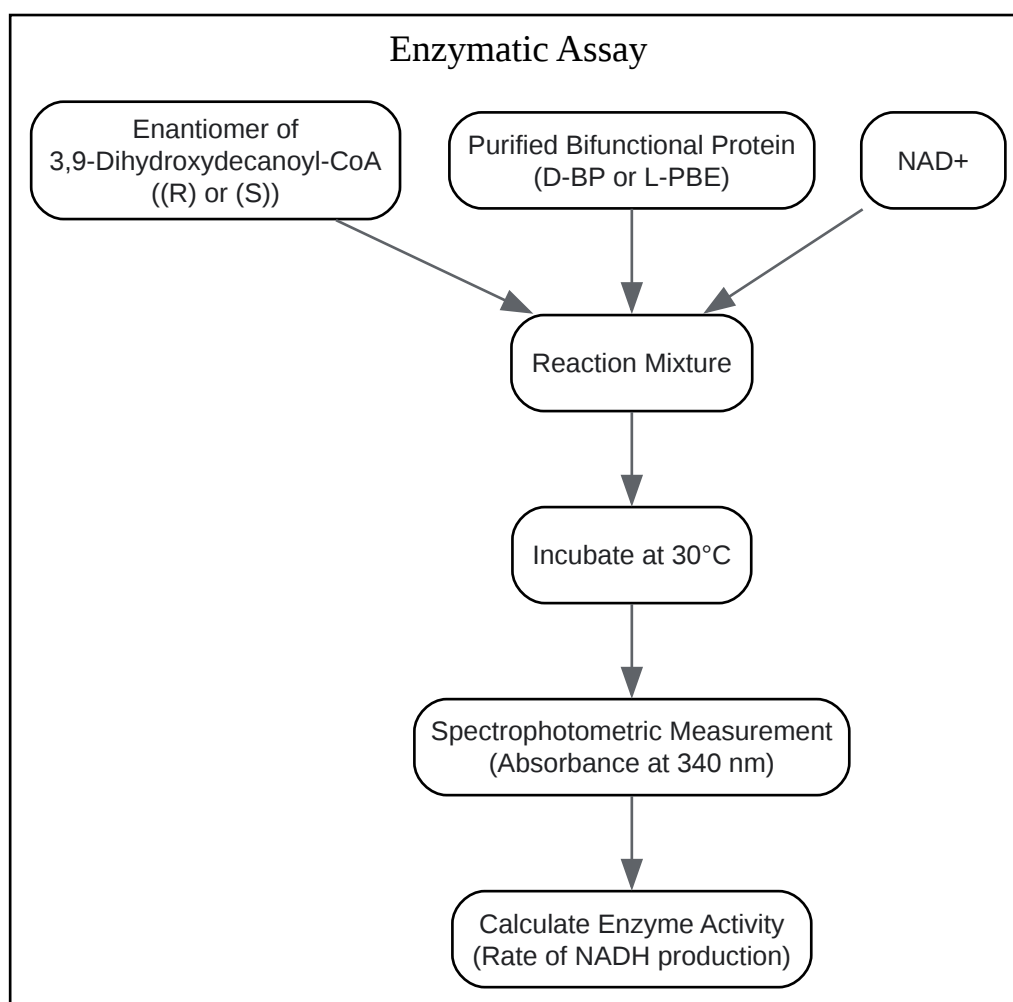 Enzymatic Assay
Enantiomer of
3,9-Dihydroxydecanoyl-CoA
((R) or (S))
Purified Bifunctional Protein
(D-BP or L-PBE)
NAD+
Reaction Mixture
Incubate at 30°C
Spectrophotometric Measurement
(Absorbance at 340 nm)
Calculate Enzyme Activity
(Rate of NADH production)